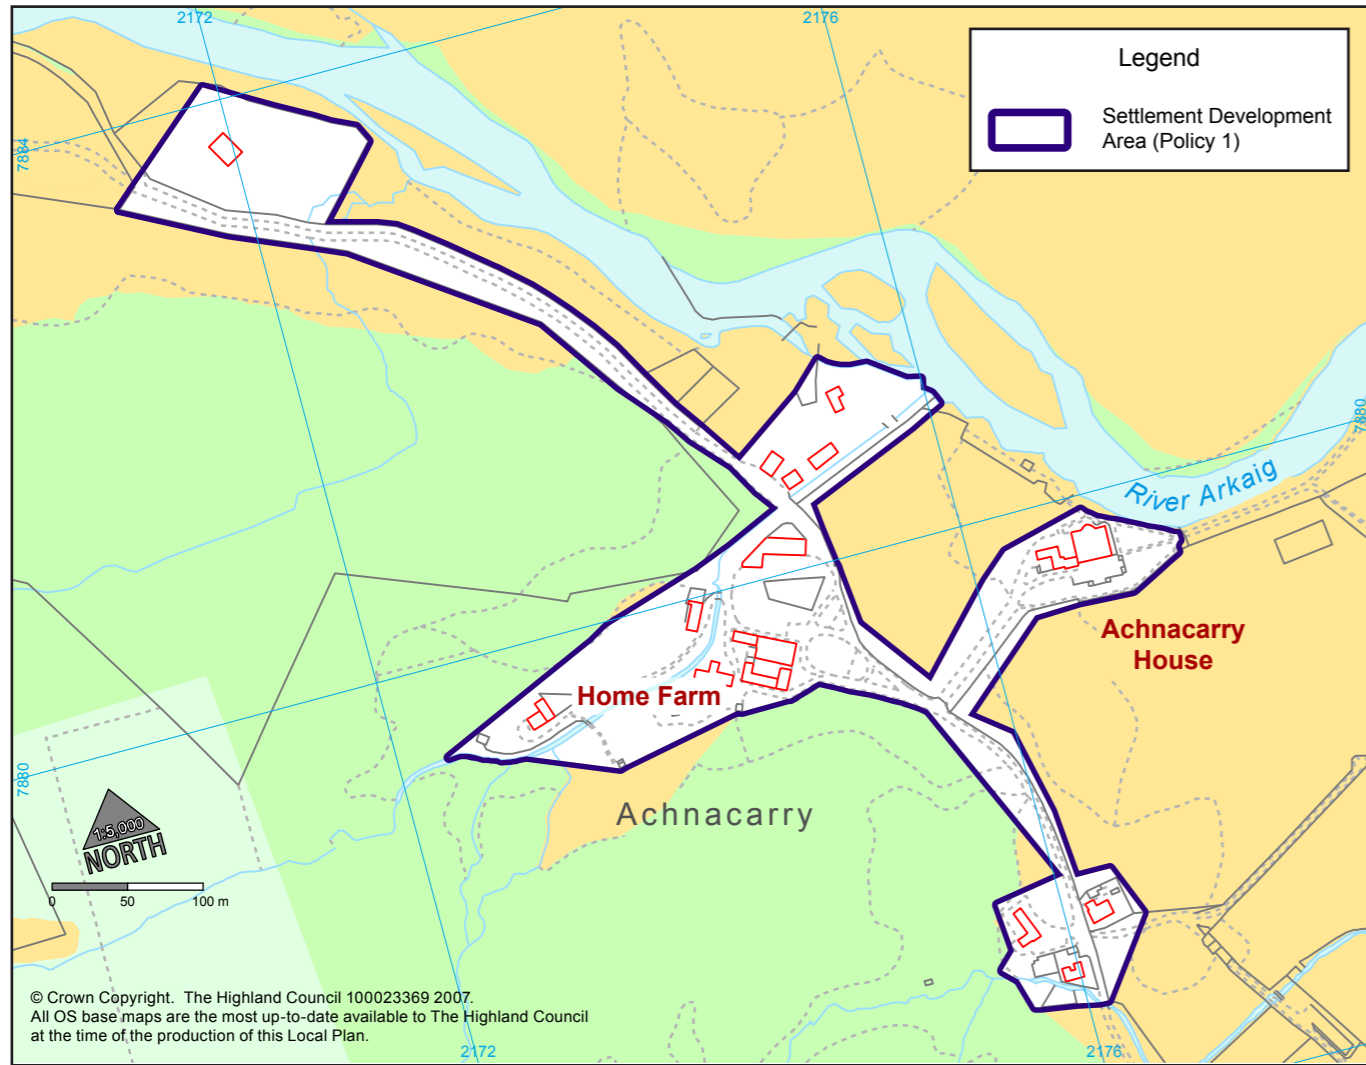 2172
2176
Legend
Settlement Development
Area (Policy 1)
7884
7880
River Arkaig
Achnacarry
House
Home Farm
7880
Achnacarry
1:5,000
NORTH
0 50 100 m
© Crown Copyright. The Highland Council 100023369 2007.
All OS base maps are the most up-to-date available to The Highland Council
at the time of the production of this Local Plan.
2172
2176